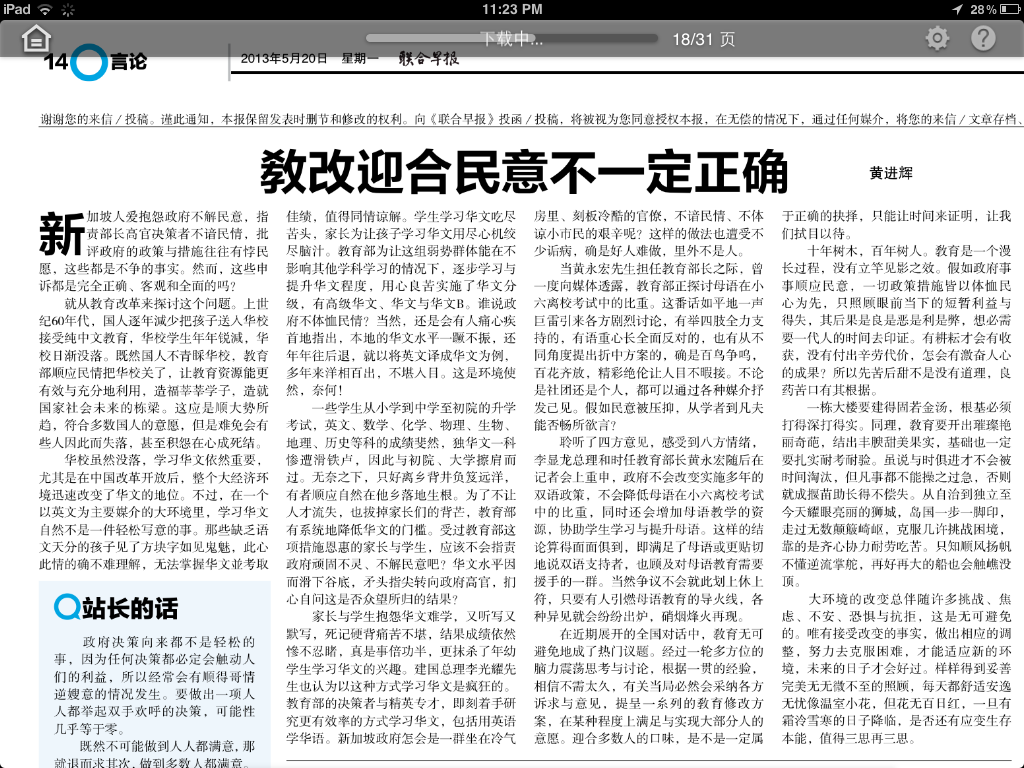 iPad
11:23 PM
28%
下载中...
18/31 页
14 言论
2013年5月20日 星期一 联合早报
谢谢您的来信／投稿。谨此通知，本报保留发表时删节和修改的权利。向《联合早报》投函／投稿，将被视为您同意授权本报，在无偿的情况下，通过任何媒介，将您的来信／文章存档、
教改迎合民意不一定正确
黄进辉
新加坡人爱抱怨政府不解民意，指
责部长高官决策者不谙民情，批
评政府的政策与措施往往有悖民
愿，这些都是不争的事实。然而，这些申
诉都是完全正确、客观和全面的吗？
就从教育改革来探讨这个问题。上世
纪60年代，国人逐年减少把孩子送入华校
接受纯中文教育，华校学生年年锐减，华
校日渐没落。既然国人不青睐华校，教育
部顺应民情把华校关了，让教育资源能更
有效与充分地利用，造福莘莘学子，造就
国家社会未来的栋梁。这应是顺大势所
趋，符合多数国人的意愿，但是难免会有
些人因此而失落，甚至积怨在心成死结。
华校虽然没落，学习华文依然重要，
尤其是在中国改革开放后，整个大经济环
境迅速改变了华文的地位。不过，在一个
以英文为主要媒介的大环境里，学习华文
自然不是一件轻松写意的事。那些缺乏语
文天分的孩子见了方块字如见鬼魅，此心
此情的确不难理解，无法掌握华文并考取
佳绩，值得同情谅解。学生学习华文吃尽
苦头，家长为让孩子学习华文用尽心机绞
尽脑汁。教育部为让这组弱势群体能在不
影响其他学科学习的情况下，逐步学习与
提升华文程度，用心良苦实施了华文分
级，有高级华文、华文与华文B。谁说政
府不体恤民情？当然，还是会有人痛心疾
首地指出，本地的华文水平一蹶不振，还
年年往后退，就以将英文译成华文为例，
多年来洋相百出，不堪入目。这是环境使
然，奈何！
一些学生从小学到中学至初院的升学
考试，英文、数学、化学、物理、生物、
地理、历史等科的成绩斐然，独华文一科
惨遭滑铁卢，因此与初院、大学擦肩而
过。无奈之下，只好离乡背井负笈远洋，
有者顺应自然在他乡落地生根。为了不让
人才流失，也拔掉家长们的背芒，教育部
有系统地降低华文的门槛。受过教育部这
项措施恩惠的家长与学生，应该不会指责
政府顽固不灵、不解民意吧？华文水平因
而滑下谷底，矛头指尖转向政府高官，扪
心自问这是否众望所归的结果？
家长与学生抱怨华文难学，又听写又
默写，死记硬背痛苦不堪，结果成绩依然
惨不忍睹，真是事倍功半，更抹杀了年幼
学生学习华文的兴趣。建国总理李光耀先
生也认为以这种方式学习华文是疯狂的。
教育部的决策者与精英专才，即刻着手研
究更有效率的方式学习华文，包括用英语
学华语。新加坡政府怎会是一群坐在冷气
房里、刻板冷酷的官僚，不谙民情、不体
谅小市民的艰辛呢？这样的做法也遭受不
少诟病，确是好人难做，里外不是人。
当黄永宏先生担任教育部长之际，曾
一度向媒体透露，教育部正探讨母语在小
六离校考试中的比重。这番话如平地一声
巨雷引来各方剧烈讨论，有举四肢全力支
持的，有语重心长全面反对的，也有从不
同角度提出折中方案的，确是百鸟争鸣，
百花齐放，精彩绝伦让人目不暇接。不论
是社团还是个人，都可以通过各种媒介抒
发己见。假如民意被压抑，从学者到凡夫
能否畅所欲言？
聆听了四方意见，感受到八方情绪，
李显龙总理和时任教育部长黄永宏随后在
记者会上重申，政府不会改变实施多年的
双语政策，不会降低母语在小六离校考试
中的比重，同时还会增加母语教学的资
源，协助学生学习与提升母语。这样的结
论算得面面俱到，即满足了母语或更贴切
地说双语支持者，也顾及对母语教育需要
援手的一群。当然争议不会就此划上休止
符，只要有人引燃母语教育的导火线，各
种异见就会纷纷出炉，硝烟烽火再现。
在近期展开的全国对话中，教育无可
避免地成了热门议题。经过一轮多方位的
脑力震荡思考与讨论，根据一贯的经验，
相信不需太久，有关当局必然会采纳各方
诉求与意见，提呈一系列的教育修改方
案，在某种程度上满足与实现大部分人的
意愿。迎合多数人的口味，是不是一定属
于正确的抉择，只能让时间来证明，让我
们拭目以待。
十年树木，百年树人。教育是一个漫
长过程，没有立竿见影之效。假如政府事
事顺应民意，一切政策措施皆以体恤民
心为先，只照顾眼前当下的短暂利益与
得失，其后果是良是恶是利是弊，想必需
要一代人的时间去印证。有耕耘才会有收
获，没有付出辛劳代价，怎会有激奋人心
的成果？所以先苦后甜不是没有道理，良
药苦口有其根据。
一栋大楼要建得固若金汤，根基必须
打得深打得实。同理，教育要开出璀璨艳
丽奇葩，结出丰腴甜美果实，基础也一定
要扎实耐考耐验。虽说与时俱进才不会被
时间淘汰，但凡事都不能操之过急，否则
就成揠苗助长得不偿失。从自治到独立至
今天耀眼亮丽的狮城，岛国一步一脚印，
走过无数颠簸崎岖，克服几许挑战困境，
靠的是齐心协力耐劳吃苦。只知顺风扬帆
不懂逆流掌舵，再好再大的船也会触礁没
顶。
大环境的改变总伴随许多挑战、焦
虑、不安、恐惧与抗拒，这是无可避免
的。唯有接受改变的事实，做出相应的调
整，努力去克服困难，才能适应新的环
境，未来的日子才会好过。样样得到妥善
完美无无微不至的照顾，每天都舒适安逸
无忧像温室小花，但花无百日红，一旦有
霜泠雪寒的日子降临，是否还有应变生存
本能，值得三思再三思。
站长的话
政府决策向来都不是轻松的
事，因为任何决策都必定会触动人
们的利益，所以经常会有顺得哥情
逆嫂意的情况发生。要做出一项人
人都举起双手欢呼的决策，可能性
几乎等于零。
既然不可能做到人人都满意，那
就退而求其次，做到多数人都满意。